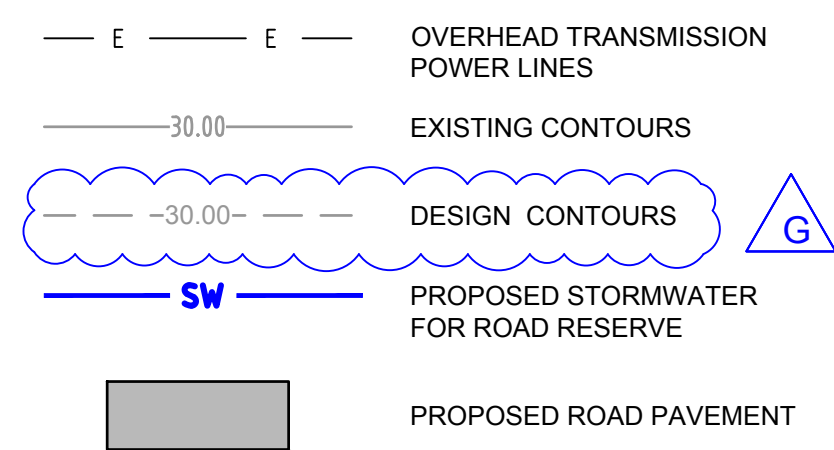 E E OVERHEAD TRANSMISSION
POWER LINES
30.00 EXISTING CONTOURS
30.00 DESIGN CONTOURS G
SW PROPOSED STORMWATER
FOR ROAD RESERVE
PROPOSED ROAD PAVEMENT